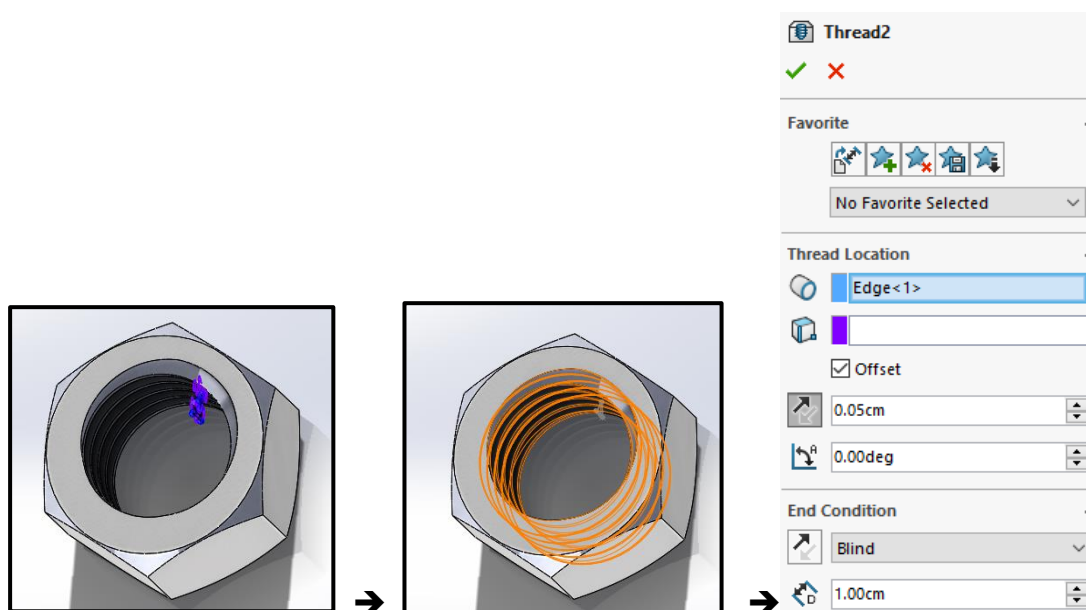 Thread2
Favorite
No Favorite Selected
Thread Location
Edge<1>
Offset
0.05cm
0.00deg
End Condition
Blind
1.00cm